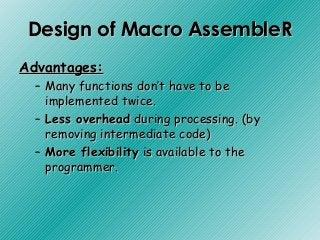 Design of Macro AssembleR
Advantages:
– Many functions don't have to be
implemented twice.
– Less overhead during processing. (by
removing intermediate code)
– More flexibility is available to the
programmer.